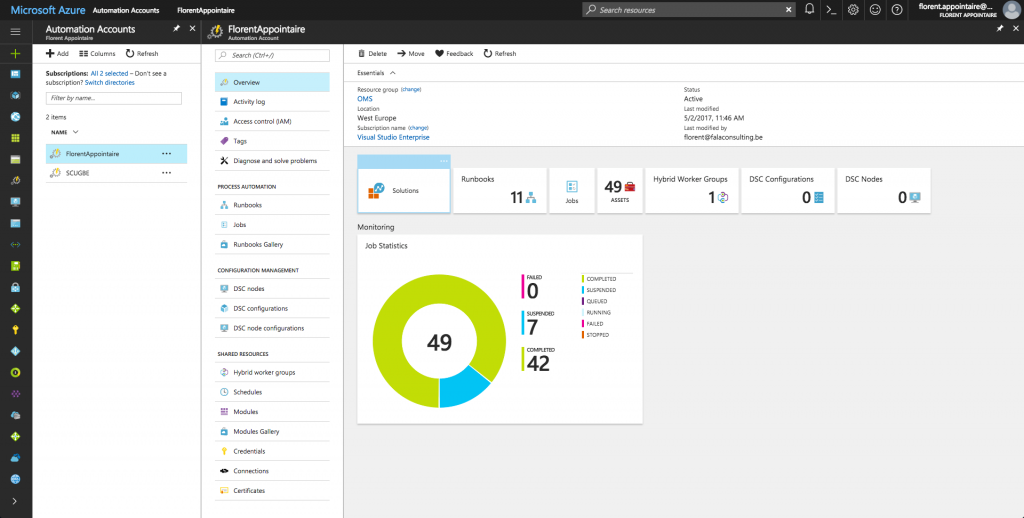 Microsoft Azure Automation Accounts FlorentAppointaire
Search resources
florent.appointaire@...
FLORENT APPOINTAIRE
Automation Accounts
Florent Appointaire
Add Columns Refresh
Subscriptions: All 2 selected – Don't see a
subscription? Switch directories
Filter by name...
2 items
NAME
FlorentAppointaire
SCUGBE
FlorentAppointaire
Automation Account
Search (Ctrl+/)
Overview
Activity log
Access control (IAM)
Tags
Diagnose and solve problems
PROCESS AUTOMATION
Runbooks
Jobs
Runbooks Gallery
CONFIGURATION MANAGEMENT
DSC nodes
DSC configurations
DSC node configurations
SHARED RESOURCES
Hybrid worker groups
Schedules
Modules
Modules Gallery
Credentials
Connections
Certificates
Delete Move Feedback Refresh
Essentials
Resource group (change)
OMS
Location
West Europe
Subscription name (change)
Visual Studio Enterprise
Status
Active
Last modified
5/2/2017, 11:46 AM
Last modified by
florent@falaconsulting.be
Solutions
Runbooks
11
Jobs
49
ASSETS
Hybrid Worker Groups
1
DSC Configurations
0
DSC Nodes
0
Monitoring
Job Statistics
49
FAILED
0
SUSPENDED
7
COMPLETED
42
COMPLETED
SUSPENDED
QUEUED
RUNNING
FAILED
STOPPED